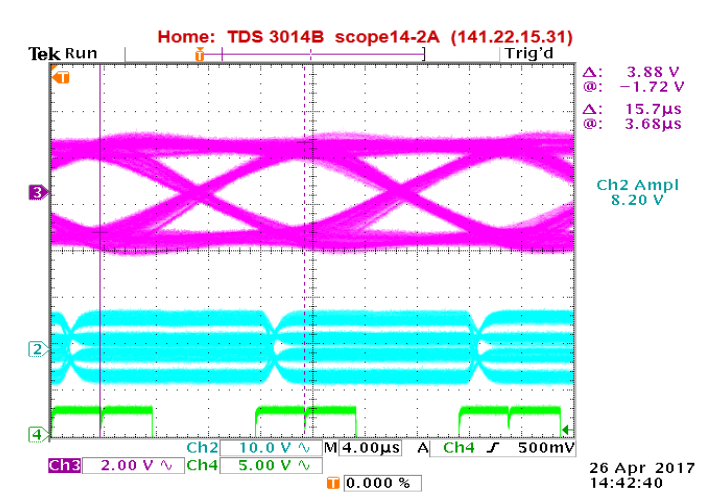 Home: TDS 3014B scope14-2A (141.22.15.31)
Tek Run Trig'd
T
T
Δ: 3.88 V
@: −1.72 V
Δ: 15.7µs
@: 3.68µs
3
Ch2 Ampl
8.20 V
2
4
Ch2 10.0 V ∿ M 4.00µs A Ch4 ∫ 500mV
Ch3 2.00 V ∿ Ch4 5.00 V ∿
T 0.000 %
26 Apr 2017
14:42:40